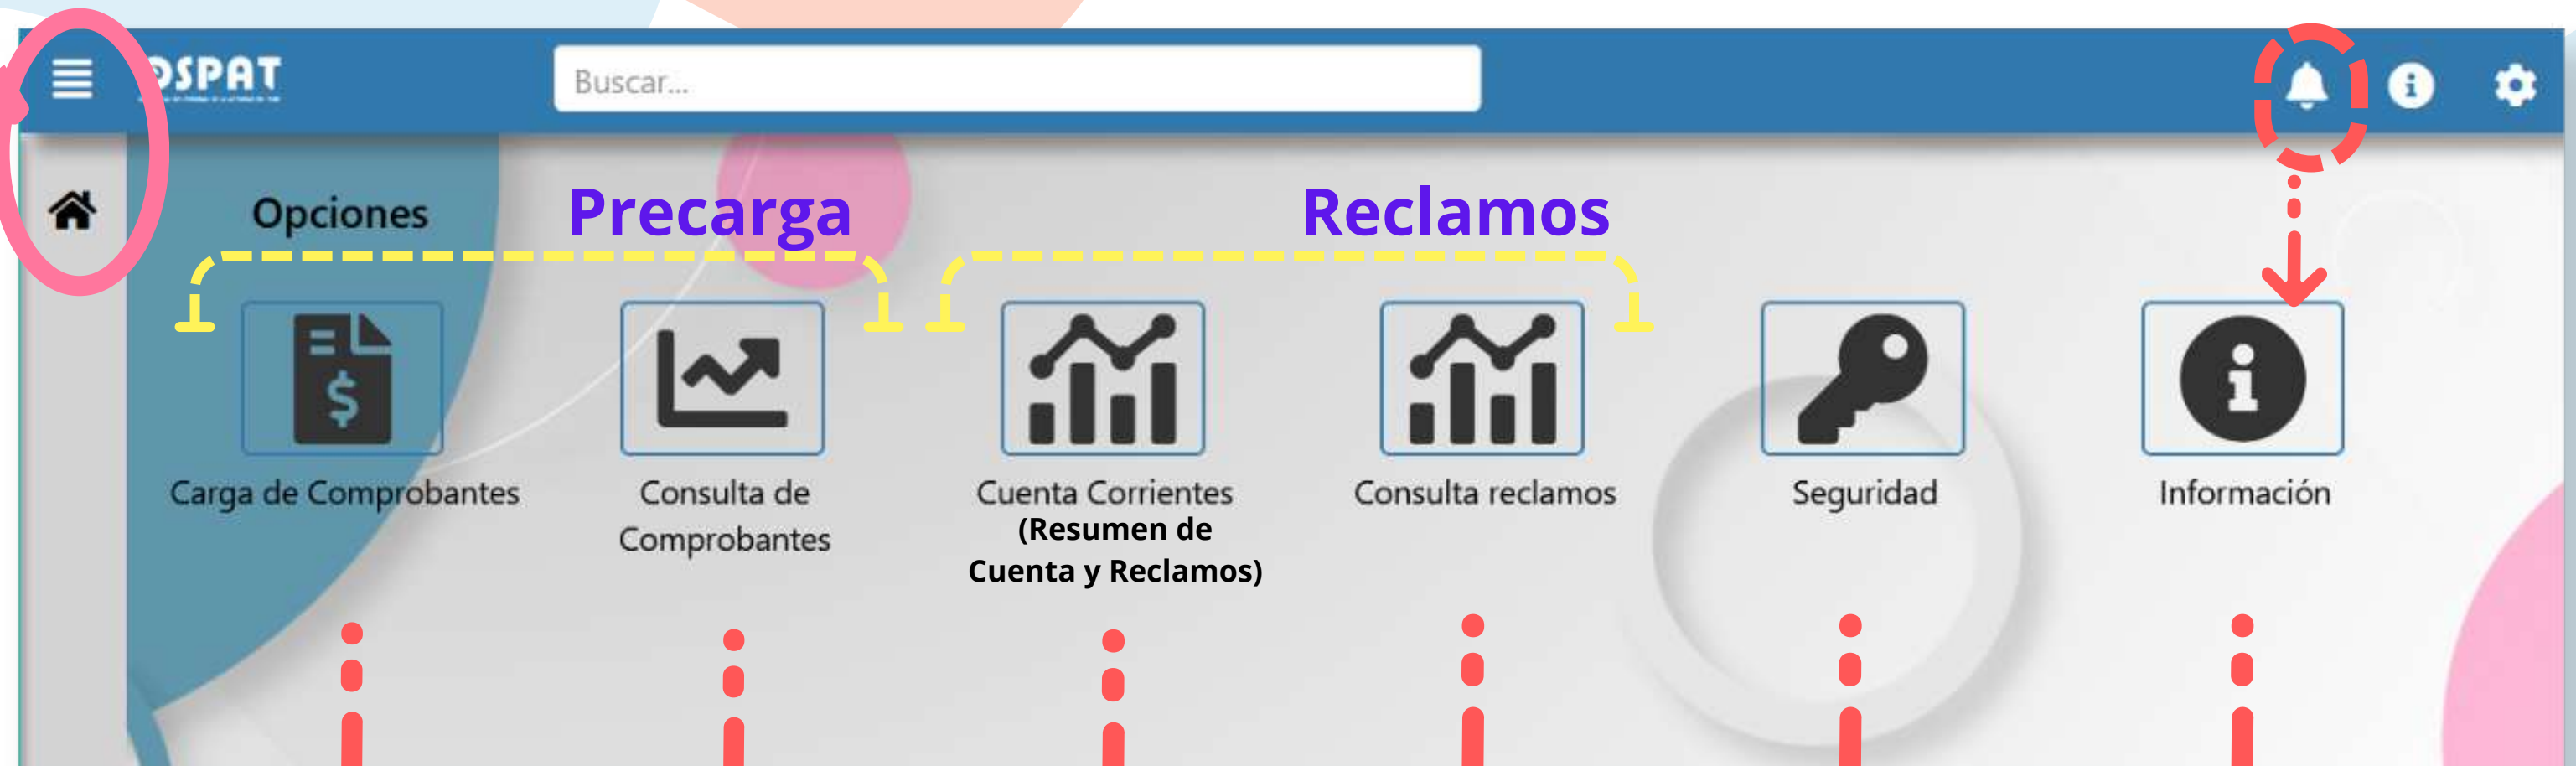 OSPAT
Buscar...
Opciones
Precarga
Reclamos
Carga de Comprobantes
Consulta de
Comprobantes
Cuenta Corrientes
(Resumen de
Cuenta y Reclamos)
Consulta reclamos
Seguridad
Información